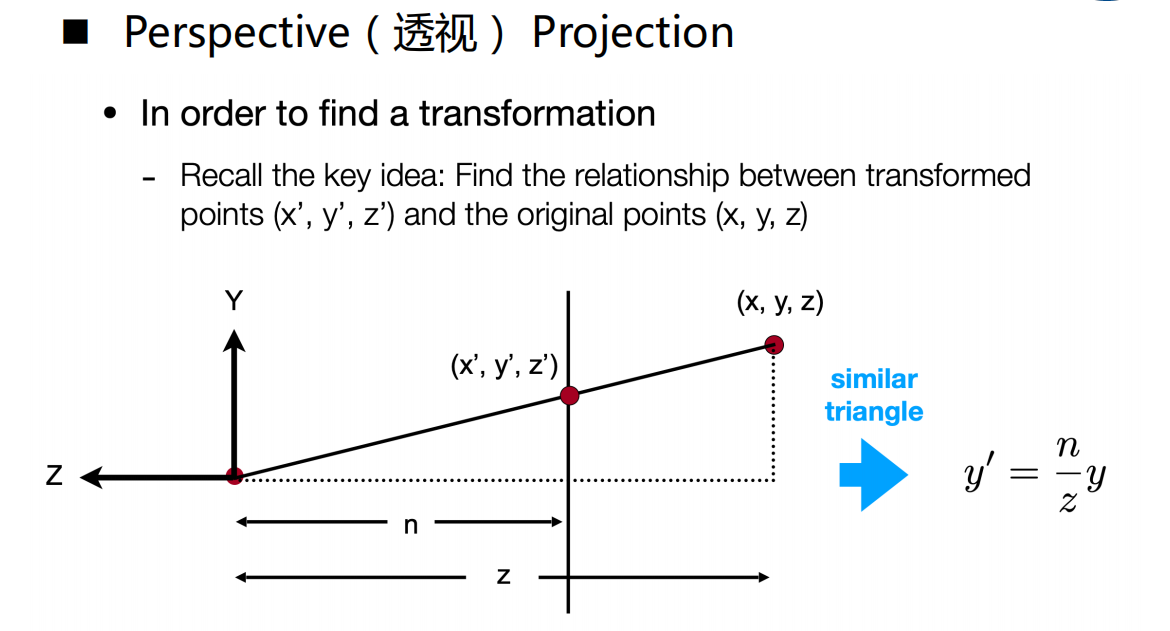 ■ Perspective（透视）Projection
• In order to find a transformation
- Recall the key idea: Find the relationship between transformed
points (x’, y’, z’) and the original points (x, y, z)
Y
(x, y, z)
(x’, y’, z’)
similar
triangle
Z
y′ = n/z y
n
z